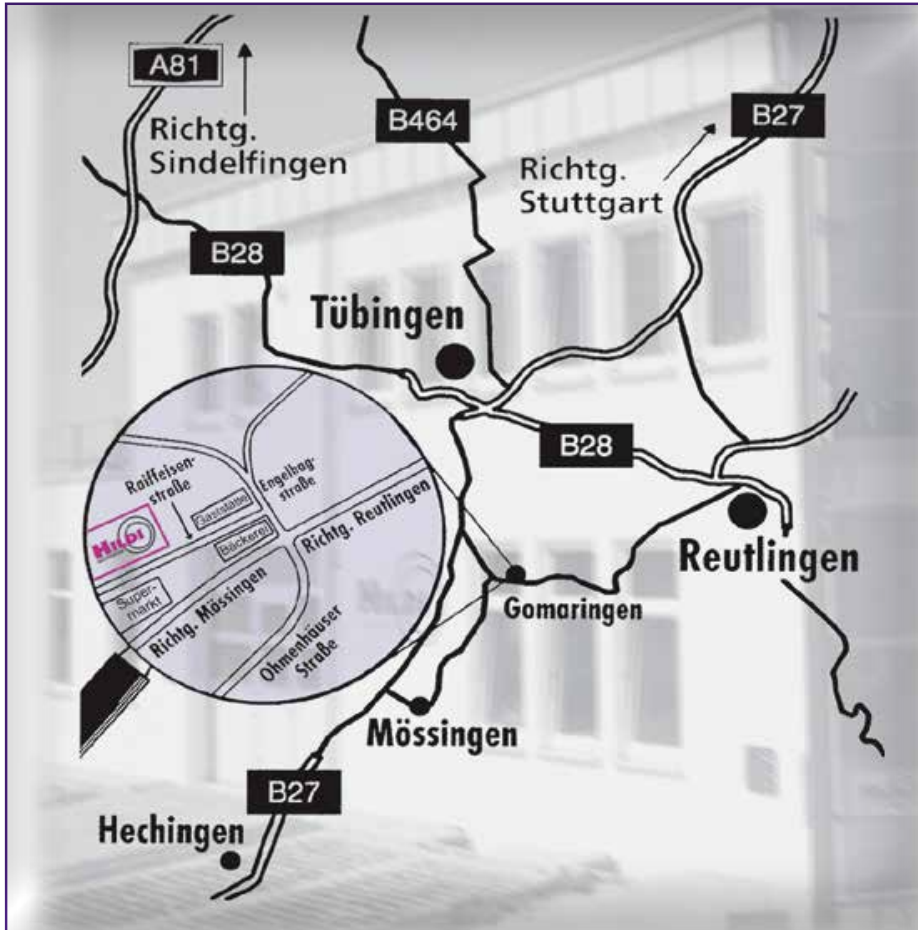 A81
Richtg.
Sindelfingen
B464
B27
Richtg.
Stuttgart
B28
Tübingen
B28
Reutlingen
Gomaringen
Mössingen
B27
Hechingen
Raiffeisen-
straße
Gaststätte
Engelbag-
straße
HILDI
Bäckerei
Richtg. Reutlingen
Super-
markt
Richtg. Mössingen
Ohmenhäuser
Straße